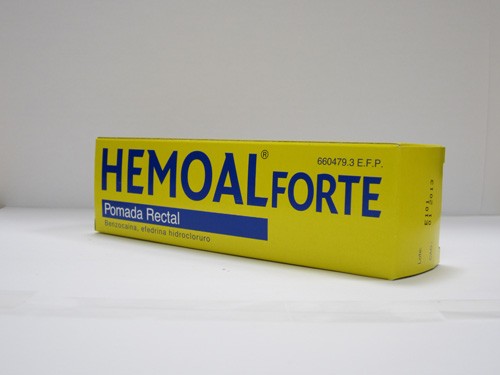 HEMOAL® FORTE
660479.3 E.F.P.
Pomada Rectal
Benzocaína, efedrina hidrocloruro